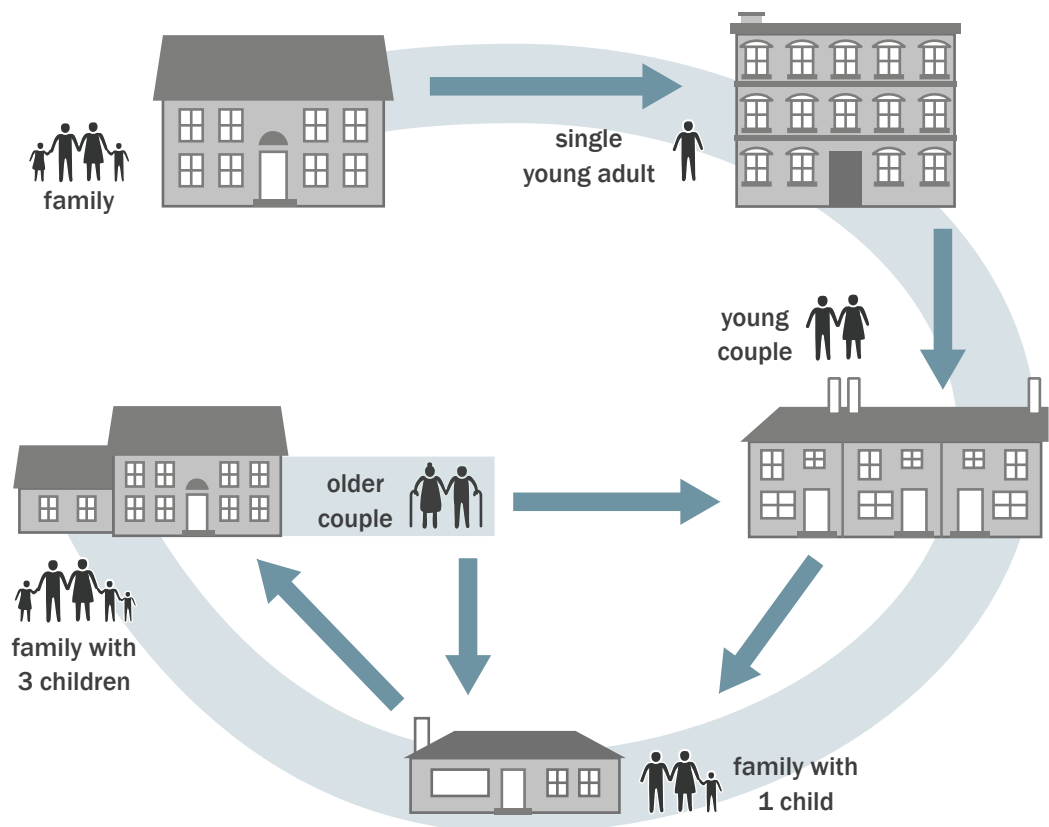 family
single
young adult
young
couple
older
couple
family with
3 children
family with
1 child